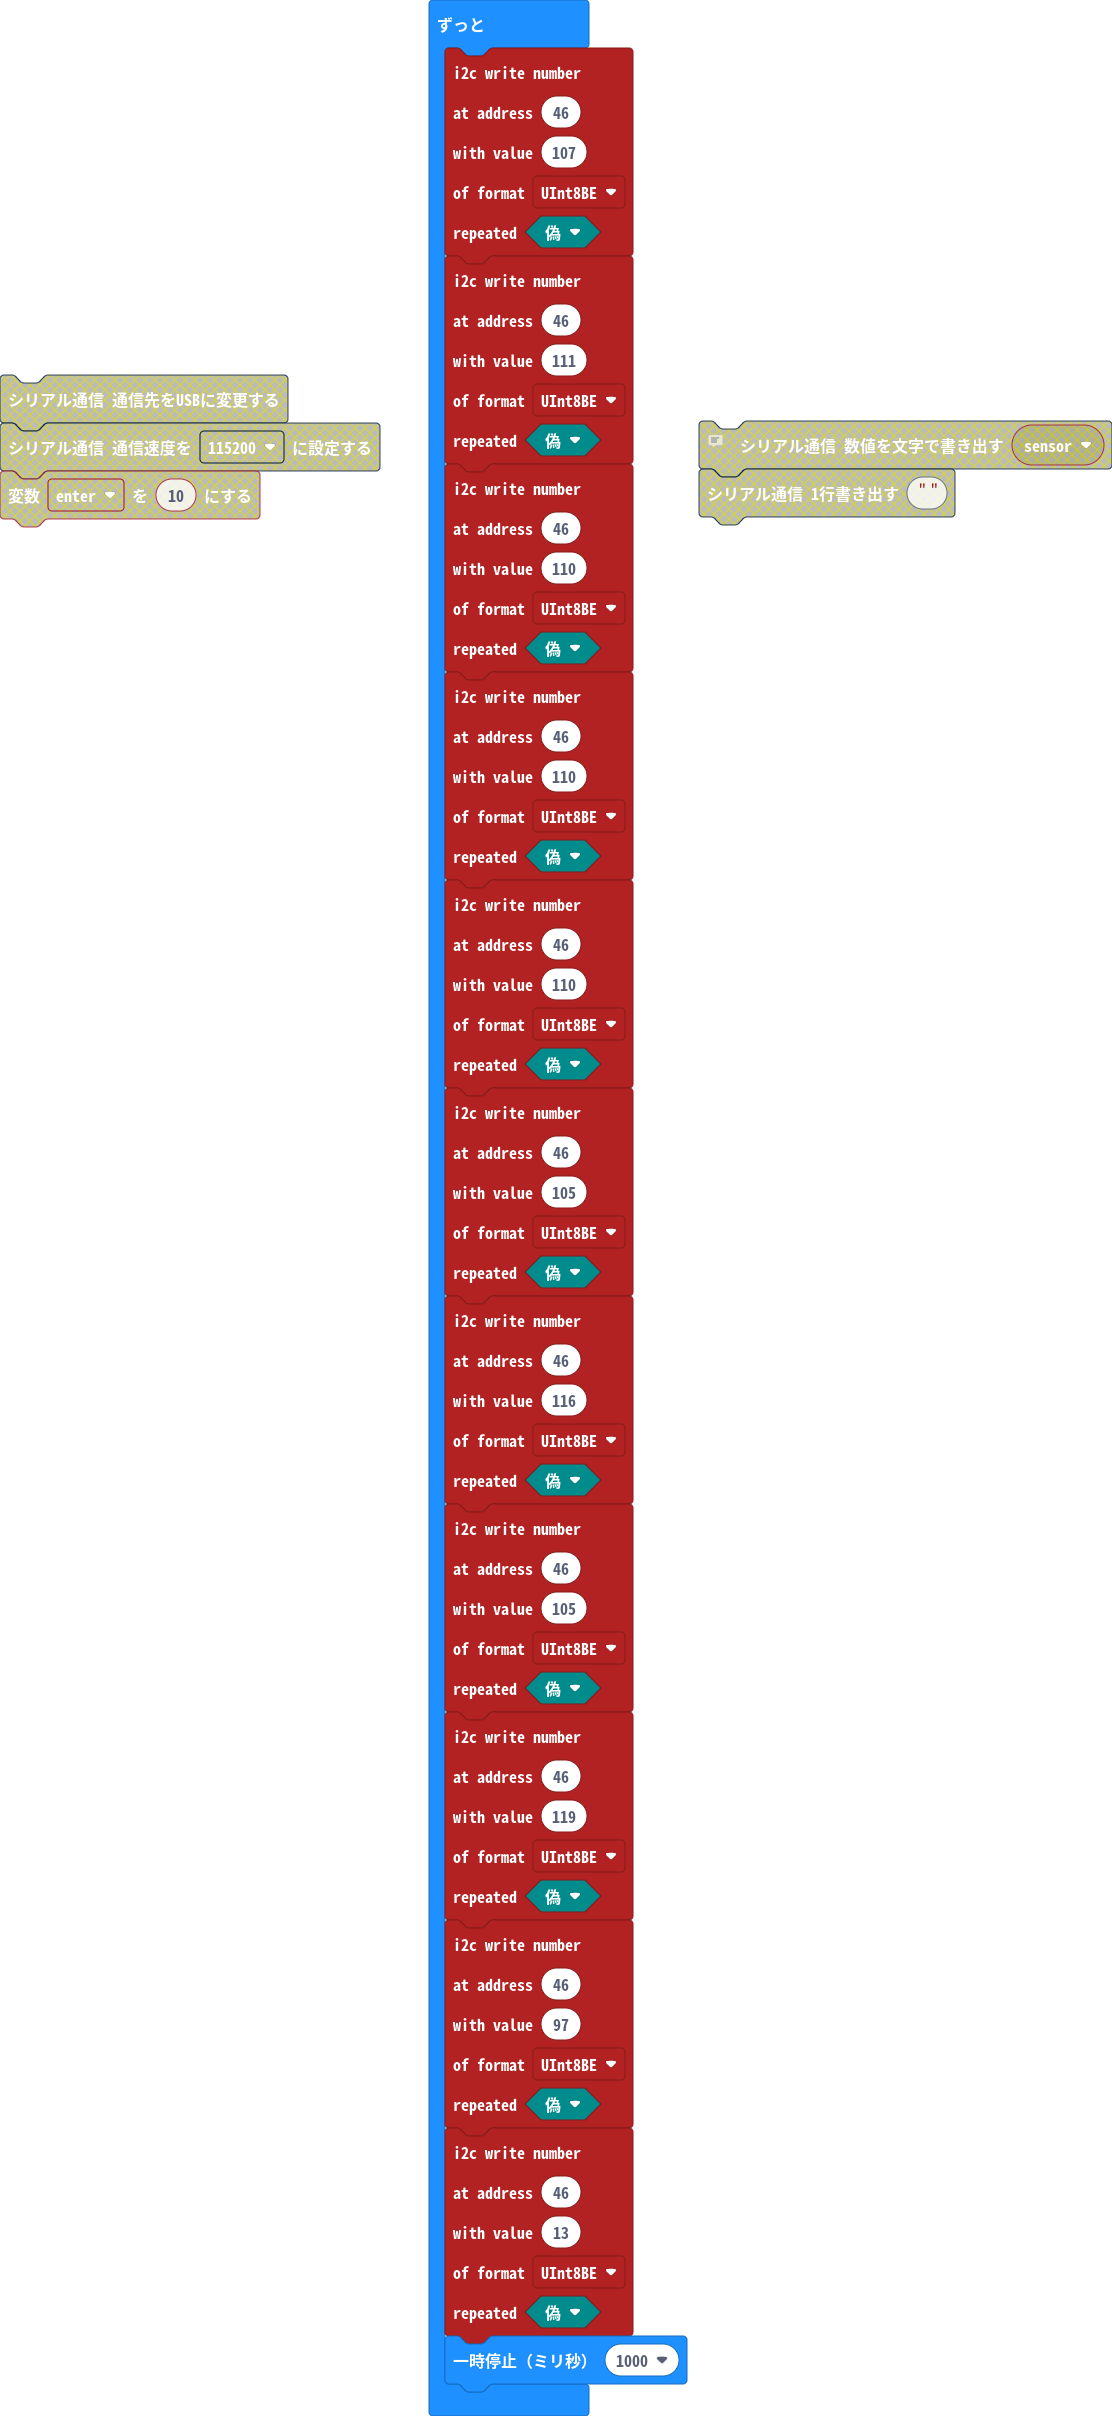 シリアル通信 通信先をUSBに変更する
シリアル通信 通信速度を 115200 に設定する
変数 enter を 10 にする
ずっと
i2c write number
at address 46
with value 107
of format UInt8BE
repeated 偽
i2c write number
at address 46
with value 111
of format UInt8BE
repeated 偽
i2c write number
at address 46
with value 110
of format UInt8BE
repeated 偽
i2c write number
at address 46
with value 110
of format UInt8BE
repeated 偽
i2c write number
at address 46
with value 110
of format UInt8BE
repeated 偽
i2c write number
at address 46
with value 105
of format UInt8BE
repeated 偽
i2c write number
at address 46
with value 116
of format UInt8BE
repeated 偽
i2c write number
at address 46
with value 105
of format UInt8BE
repeated 偽
i2c write number
at address 46
with value 119
of format UInt8BE
repeated 偽
i2c write number
at address 46
with value 97
of format UInt8BE
repeated 偽
i2c write number
at address 46
with value 13
of format UInt8BE
repeated 偽
一時停止（ミリ秒） 1000
シリアル通信 数値を文字で書き出す sensor
シリアル通信 1行書き出す " "